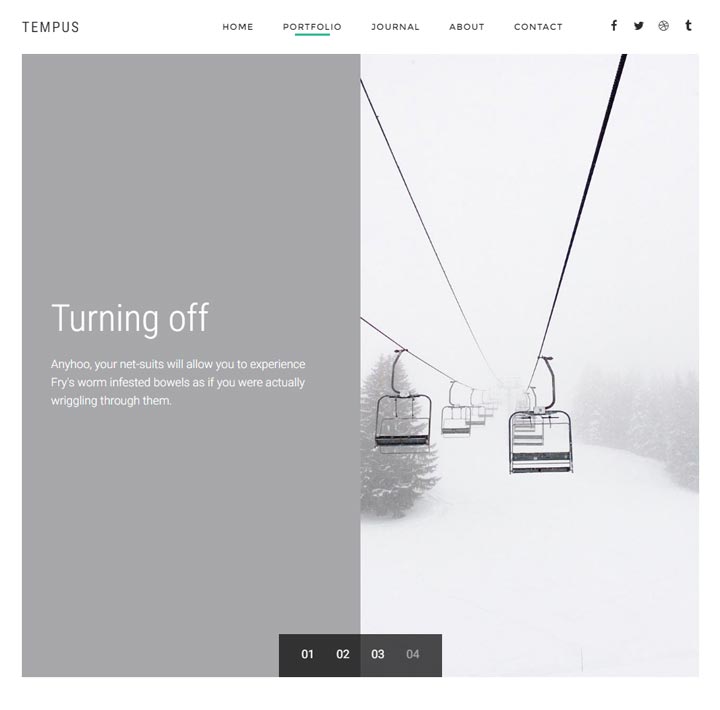 TEMPUS
HOME PORTFOLIO JOURNAL ABOUT CONTACT
Turning off
Anyhoo, your net-suits will allow you to experience
Fry's worm infested bowels as if you were actually
wriggling through them.
01 02 03 04